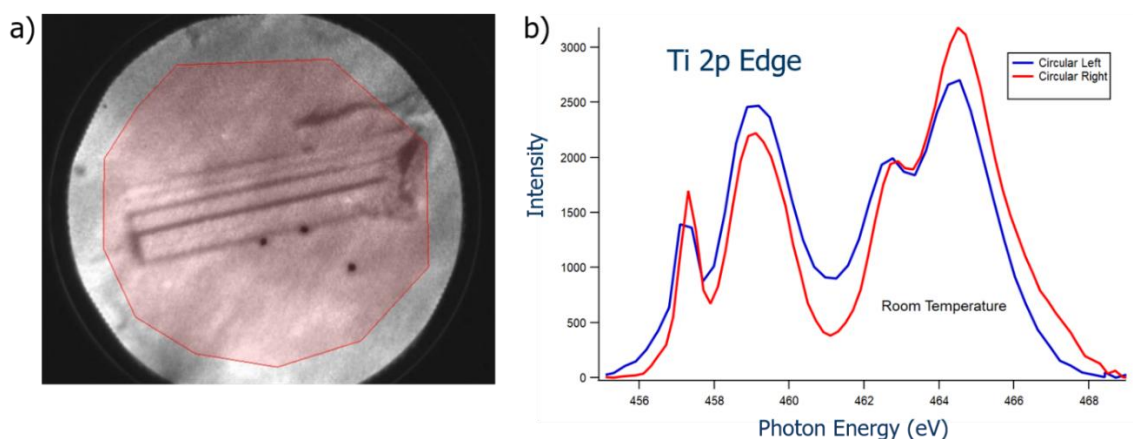 a)
b)
Ti 2p Edge
Circular Left
Circular Right
Intensity
3000
2500
2000
1500
1000
500
0
Room Temperature
456 458 460 462 464 466 468
Photon Energy (eV)